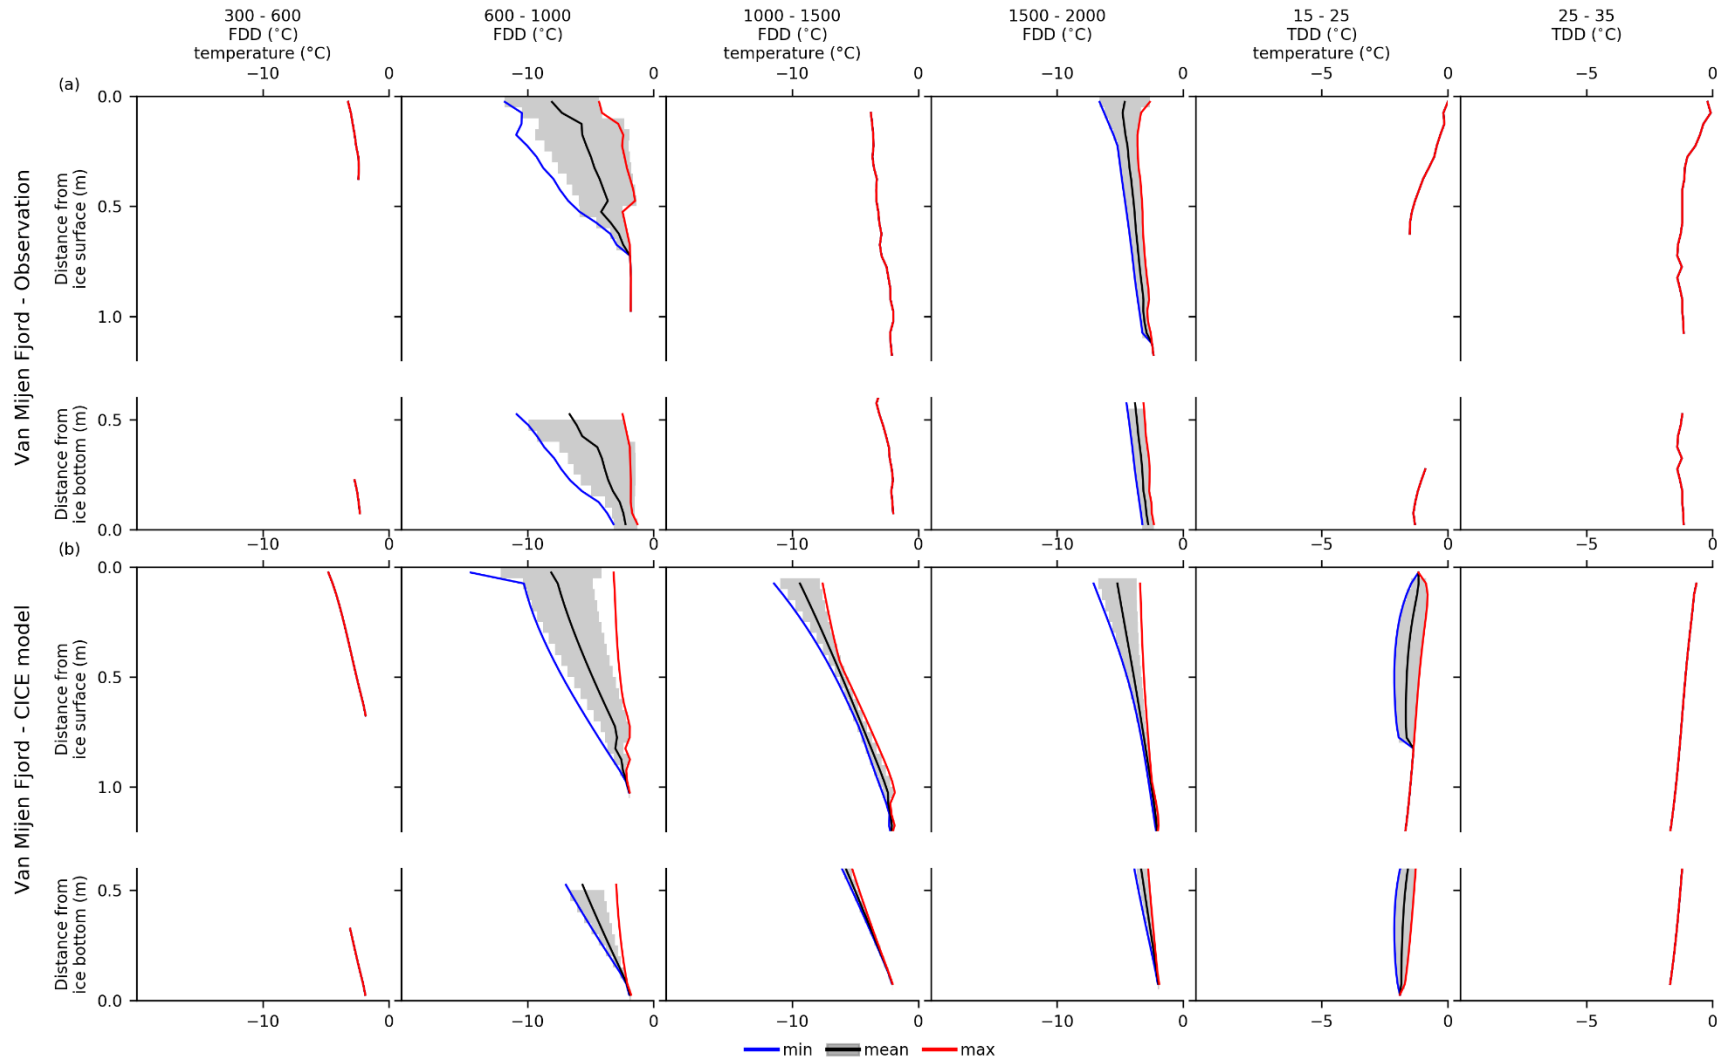 300 - 600
FDD (°C)
temperature (°C)
600 - 1000
FDD (°C)
1000 - 1500
FDD (°C)
temperature (°C)
1500 - 2000
FDD (°C)
15 - 25
TDD (°C)
temperature (°C)
25 - 35
TDD (°C)
−10 0 −10 0 −10 0 −10 0 −5 0 −5 0
(a)
Van Mijen Fjord - Observation
Distance from
ice surface (m)
0.0
0.5
1.0
Distance from
ice bottom (m)
0.5
0.0
−10 0 −10 0 −10 0 −10 0 −5 0 −5 0
(b)
Van Mijen Fjord - CICE model
Distance from
ice surface (m)
0.0
0.5
1.0
Distance from
ice bottom (m)
0.5
0.0
−10 0 −10 0 −10 0 −10 0 −5 0 −5 0
min mean max